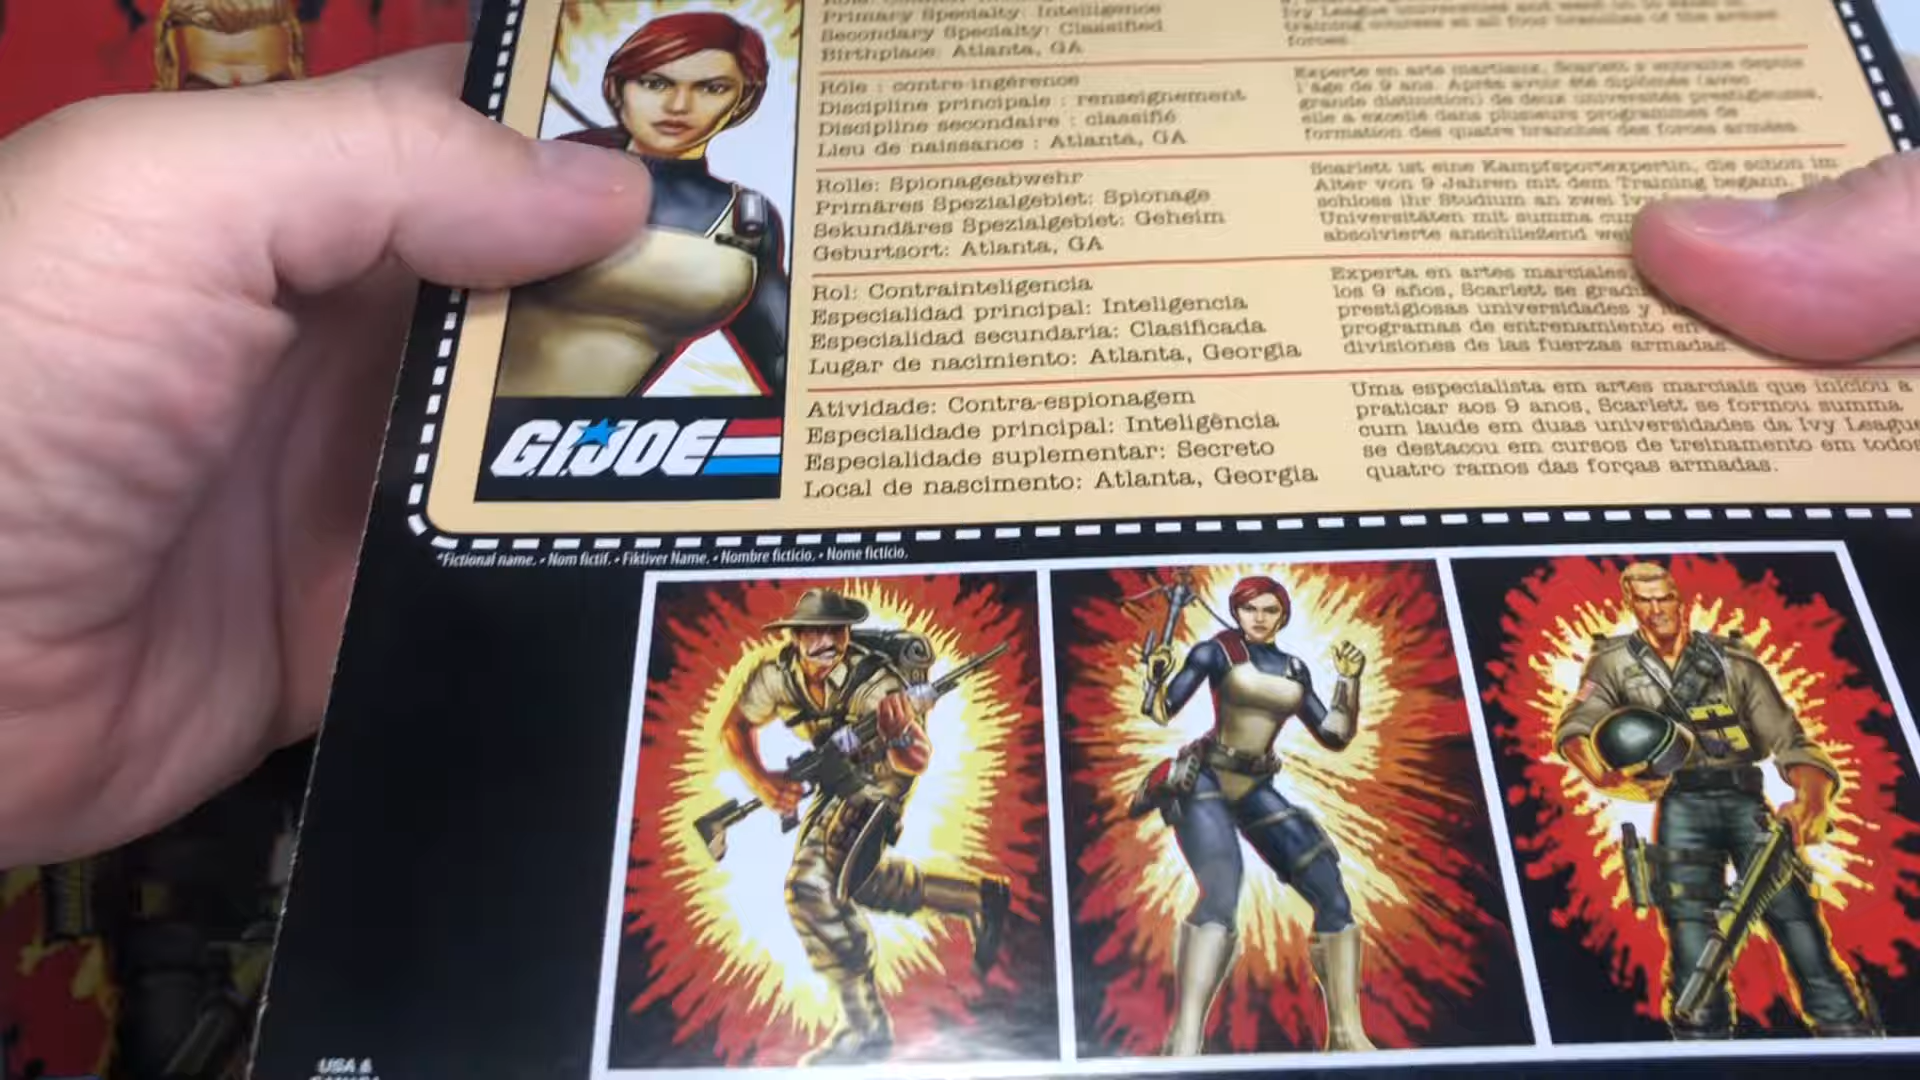 Primary Specialty: Intelligence
Secondary Specialty: Classified
Birthplace: Atlanta, GA
Ivy League universities and went on to excel in
training courses at all four branches of the armed
forces.
Rôle : contre-ingérence
Discipline principale : renseignement
Discipline secondaire : classifié
Lieu de naissance : Atlanta, GA
Experte en arts martiaux, Scarlett s'entraîne depuis
l'âge de 9 ans. Après avoir été diplômée (avec
grande distinction) de deux universités prestigieuses,
elle a excellé dans plusieurs programmes de
formation des quatre branches des forces armées.
Rolle: Spionageabwehr
Primäres Spezialgebiet: Spionage
Sekundäres Spezialgebiet: Geheim
Geburtsort: Atlanta, GA
Scarlett ist eine Kampfsportexpertin, die schon im
Alter von 9 Jahren mit dem Training begann. Sie
schloss ihr Studium an zwei Ivy
Universitäten mit summa cum
absolvierte anschließend
Rol: Contrainteligencia
Especialidad principal: Inteligencia
Especialidad secundaria: Clasificada
Lugar de nacimiento: Atlanta, Georgia
Experta en artes marciales,
los 9 años, Scarlett se
prestigiosas universidades y
programas de entrenamiento en
divisiones de las fuerzas armadas.
Atividade: Contra-espionagem
Especialidade principal: Inteligência
Especialidade suplementar: Secreto
Local de nascimento: Atlanta, Georgia
Uma especialista em artes marciais que iniciou a
praticar aos 9 anos, Scarlett se formou summa
cum laude em duas universidades da Ivy League
se destacou em cursos de treinamento em todos
quatro ramos das forças armadas.
G.I. JOE
*Fictional name. • Nom fictif. • Fiktiver Name. • Nombre ficticio. • Nome fictício.
USA &